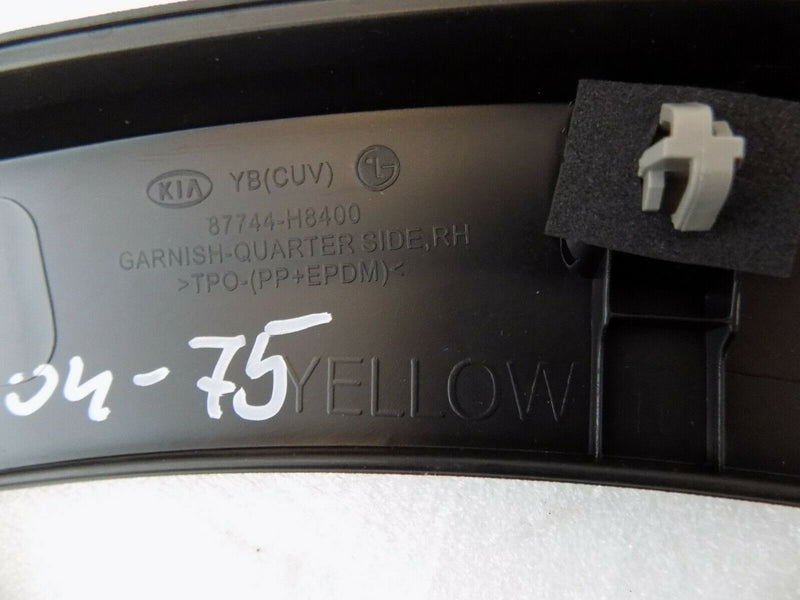 KIA YB(CUV)
87744-H8400
GARNISH-QUARTER SIDE,RH
>TPO-(PP+EPDM)<
-75 YELLOW